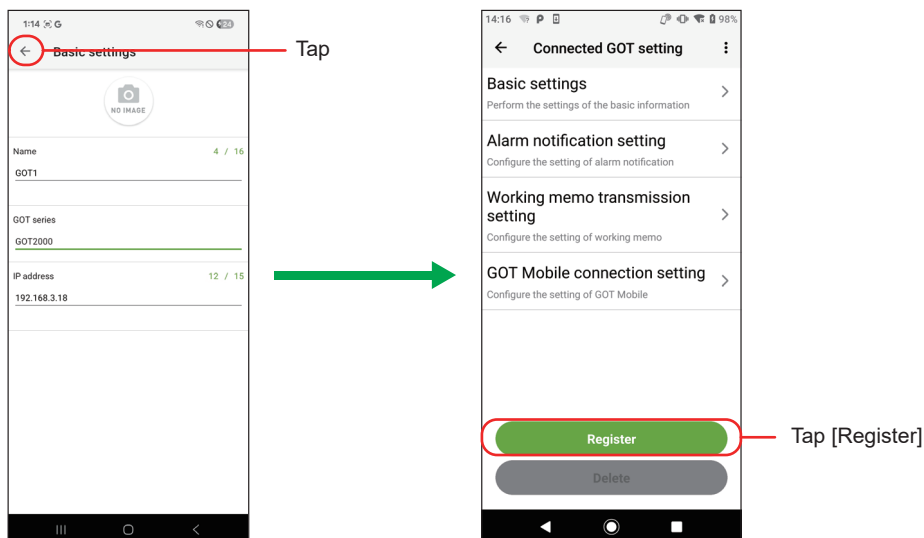 1:14 G 24
Basic settings
Tap
NO IMAGE
Name 4 / 16
GOT1
GOT series
GOT2000
IP address 12 / 15
192.168.3.18
14:16 98%
Connected GOT setting
Basic settings
Perform the settings of the basic information
Alarm notification setting
Configure the setting of alarm notification
Working memo transmission
setting
Configure the setting of working memo
GOT Mobile connection setting
Configure the setting of GOT Mobile
Register
Tap [Register]
Delete